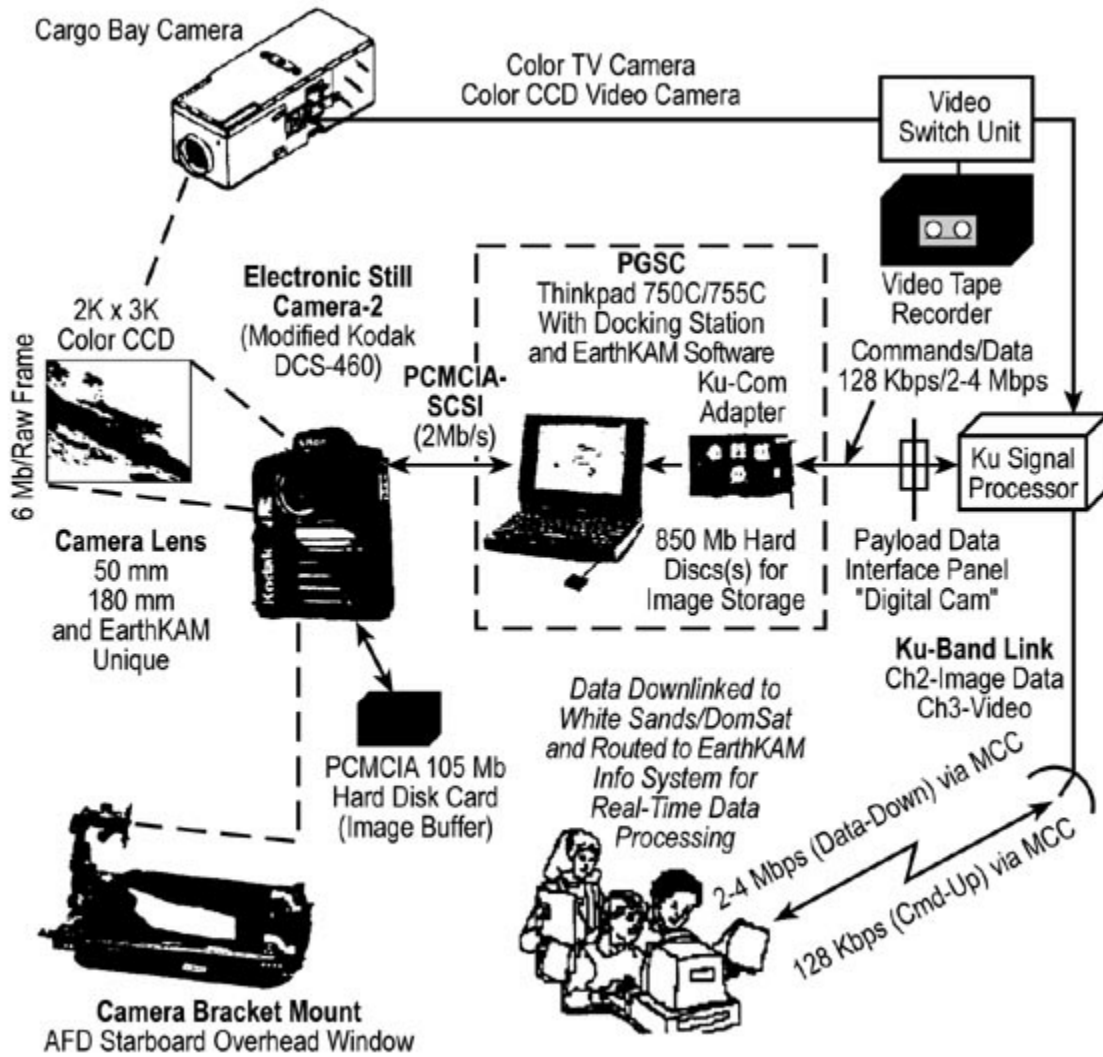 Cargo Bay Camera
Color TV Camera
Color CCD Video Camera
Video
Switch Unit
Video Tape
Recorder
2K x 3K
Color CCD
6 Mb/Raw Frame
Electronic Still
Camera-2
(Modified Kodak
DCS-460)
PCMCIA-
SCSI
(2Mb/s)
PGSC
Thinkpad 750C/755C
With Docking Station
and EarthKAM Software
Ku-Com
Adapter
Commands/Data
128 Kbps/2-4 Mbps
Ku Signal
Processor
Kodak
Camera Lens
50 mm
180 mm
and EarthKAM
Unique
850 Mb Hard
Discs(s) for
Image Storage
Payload Data
Interface Panel
"Digital Cam"
Ku-Band Link
Ch2-Image Data
Ch3-Video
PCMCIA 105 Mb
Hard Disk Card
(Image Buffer)
Data Downlinked to
White Sands/DomSat
and Routed to EarthKAM
Info System for
Real-Time Data
Processing
2-4 Mbps (Data-Down) via MCC
128 Kbps (Cmd-Up) via MCC
Camera Bracket Mount
AFD Starboard Overhead Window